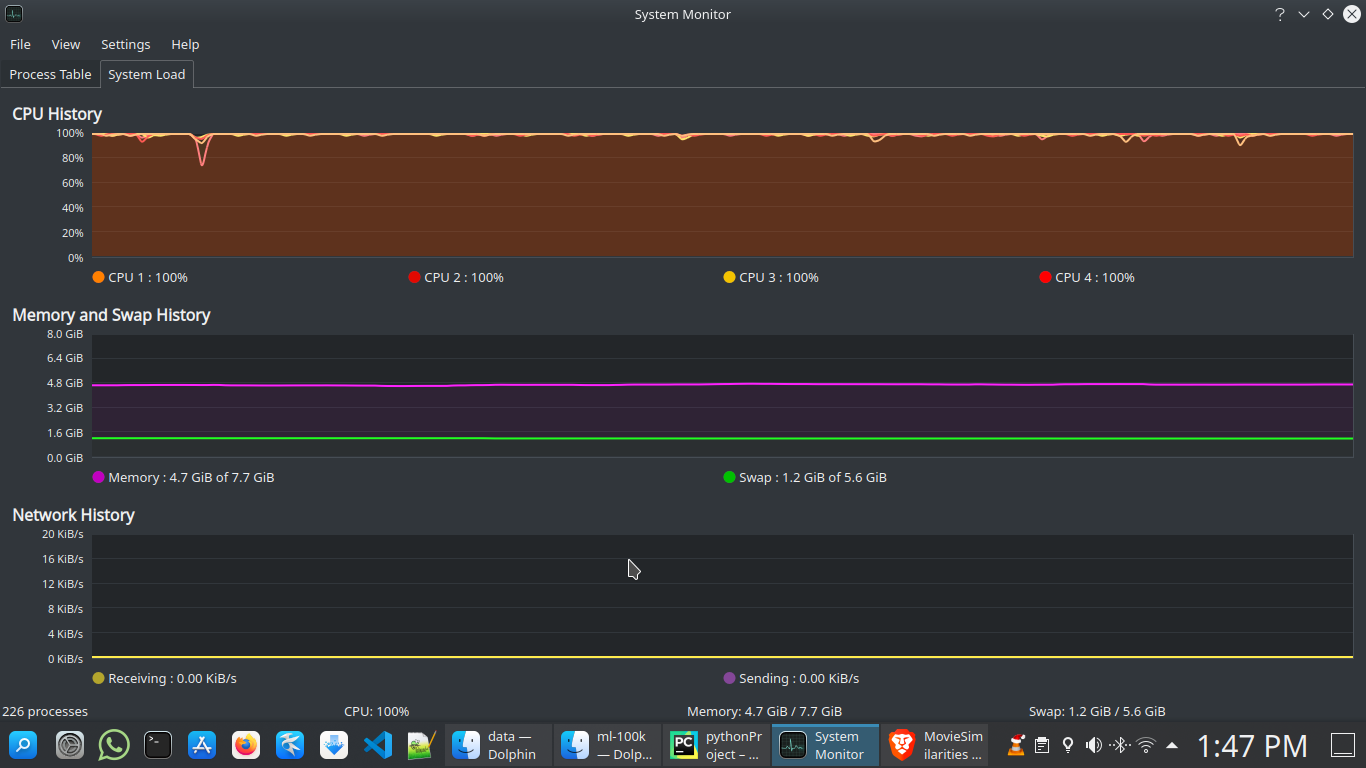 System Monitor
?
File View Settings Help
Process Table System Load
CPU History
100%
80%
60%
40%
20%
0%
CPU 1 : 100% CPU 2 : 100% CPU 3 : 100% CPU 4 : 100%
Memory and Swap History
8.0 GiB
6.4 GiB
4.8 GiB
3.2 GiB
1.6 GiB
0.0 GiB
Memory : 4.7 GiB of 7.7 GiB Swap : 1.2 GiB of 5.6 GiB
Network History
20 KiB/s
16 KiB/s
12 KiB/s
8 KiB/s
4 KiB/s
0 KiB/s
Receiving : 0.00 KiB/s Sending : 0.00 KiB/s
226 processes CPU: 100% Memory: 4.7 GiB / 7.7 GiB Swap: 1.2 GiB / 5.6 GiB
data —
Dolphin
ml-100k
— Dolp...
PC
pythonPr
oject – ...
System
Monitor
MovieSim
ilarities ...
1:47 PM